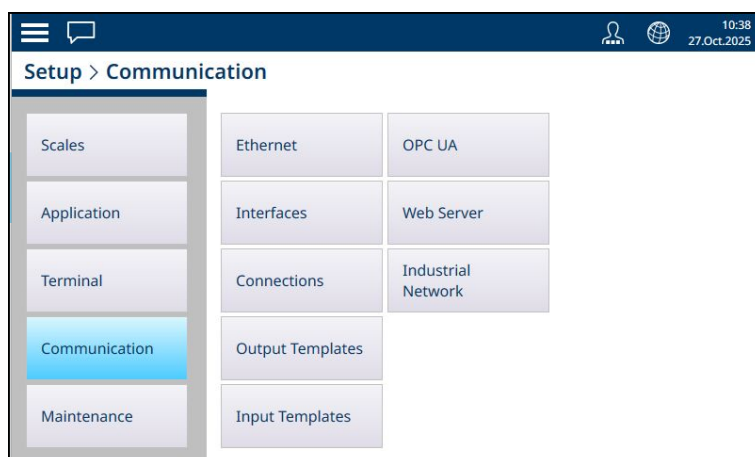 10:38
27.Oct.2025
Setup > Communication
Scales
Application
Terminal
Communication
Maintenance
Ethernet
Interfaces
Connections
Output Templates
Input Templates
OPC UA
Web Server
Industrial
Network